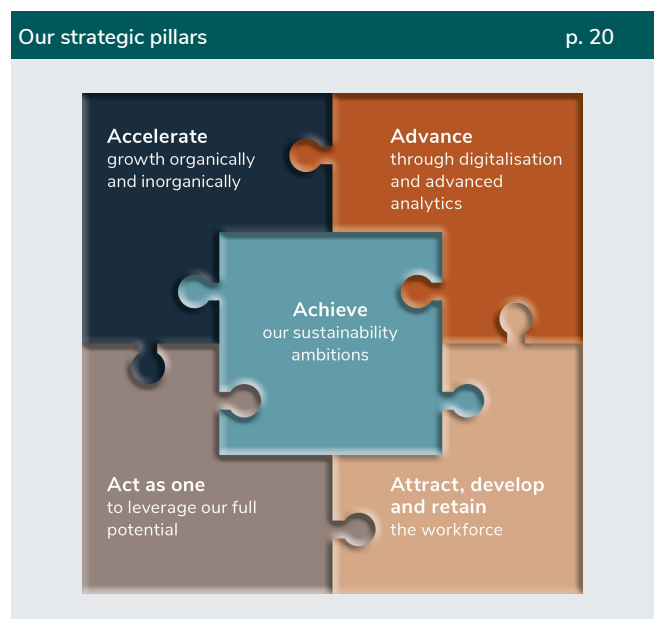 Our strategic pillars p. 20
Accelerate
growth organically
and inorganically
Advance
through digitalisation
and advanced
analytics
Achieve
our sustainability
ambitions
Act as one
to leverage our full
potential
Attract, develop
and retain
the workforce